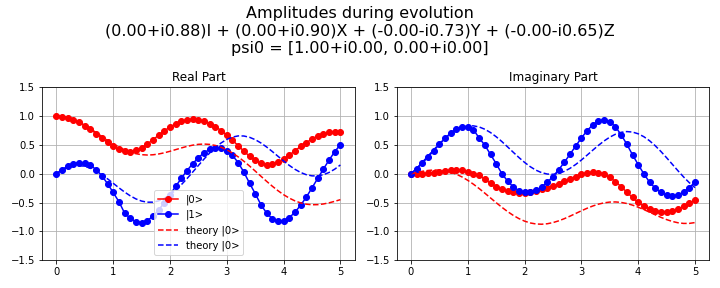 Amplitudes during evolution
(0.00+i0.88)I + (0.00+i0.90)X + (-0.00-i0.73)Y + (-0.00-i0.65)Z
psi0 = [1.00+i0.00, 0.00+i0.00]
Real Part
1.5
1.0
0.5
0.0
−0.5
−1.0
−1.5
0 1 2 3 4 5
|0>
|1>
theory |0>
theory |0>
Imaginary Part
1.5
1.0
0.5
0.0
−0.5
−1.0
−1.5
0 1 2 3 4 5